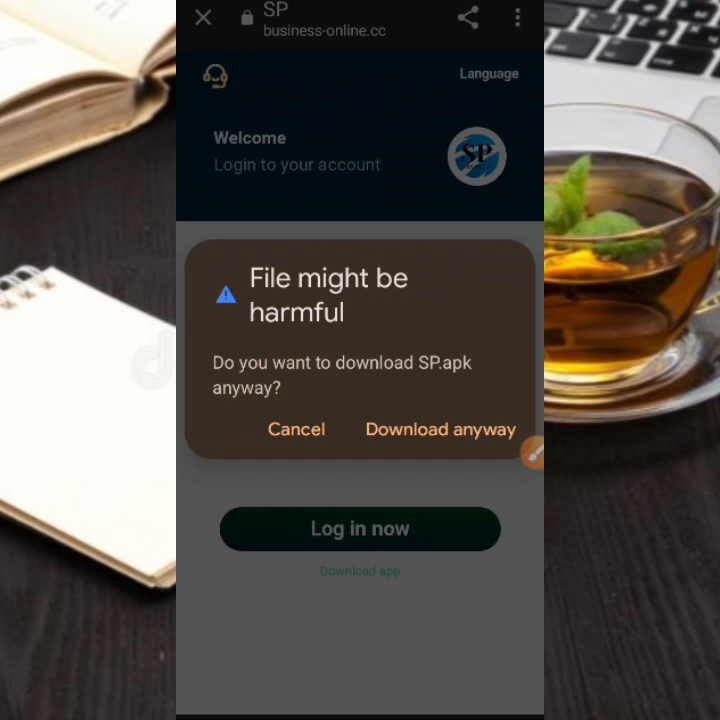 SP
business-online.cc
Language
Welcome
Login to your account
SP
File might be
harmful
Do you want to download SP.apk
anyway?
Cancel
Download anyway
Log in now
Download app